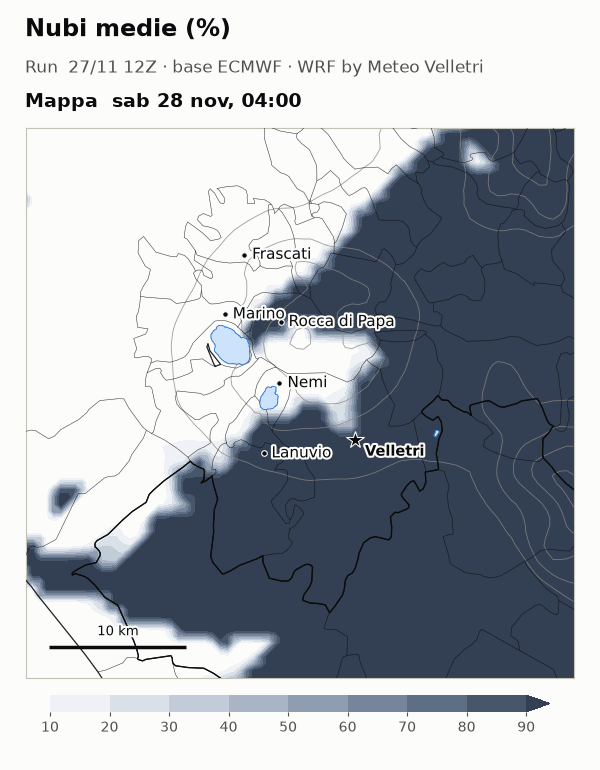 Nubi medie (%)
Run  27/11 12Z · base ECMWF · WRF by Meteo Velletri
Mappa  sab 28 nov, 04:00
Frascati
Marino
Rocca di Papa
Nemi
Velletri
Lanuvio
10 km
10 20 30 40 50 60 70 80 90